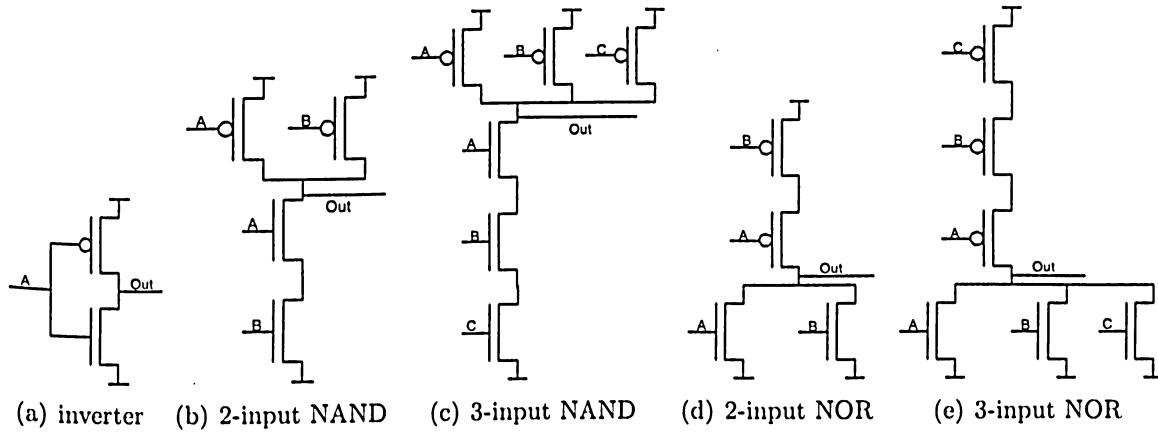 A
Out
(a) inverter
A
B
Out
A
B
(b) 2-input NAND
A
B
C
Out
A
B
C
(c) 3-input NAND
B
A
Out
A
B
(d) 2-input NOR
C
B
A
Out
A
B
C
(e) 3-input NOR